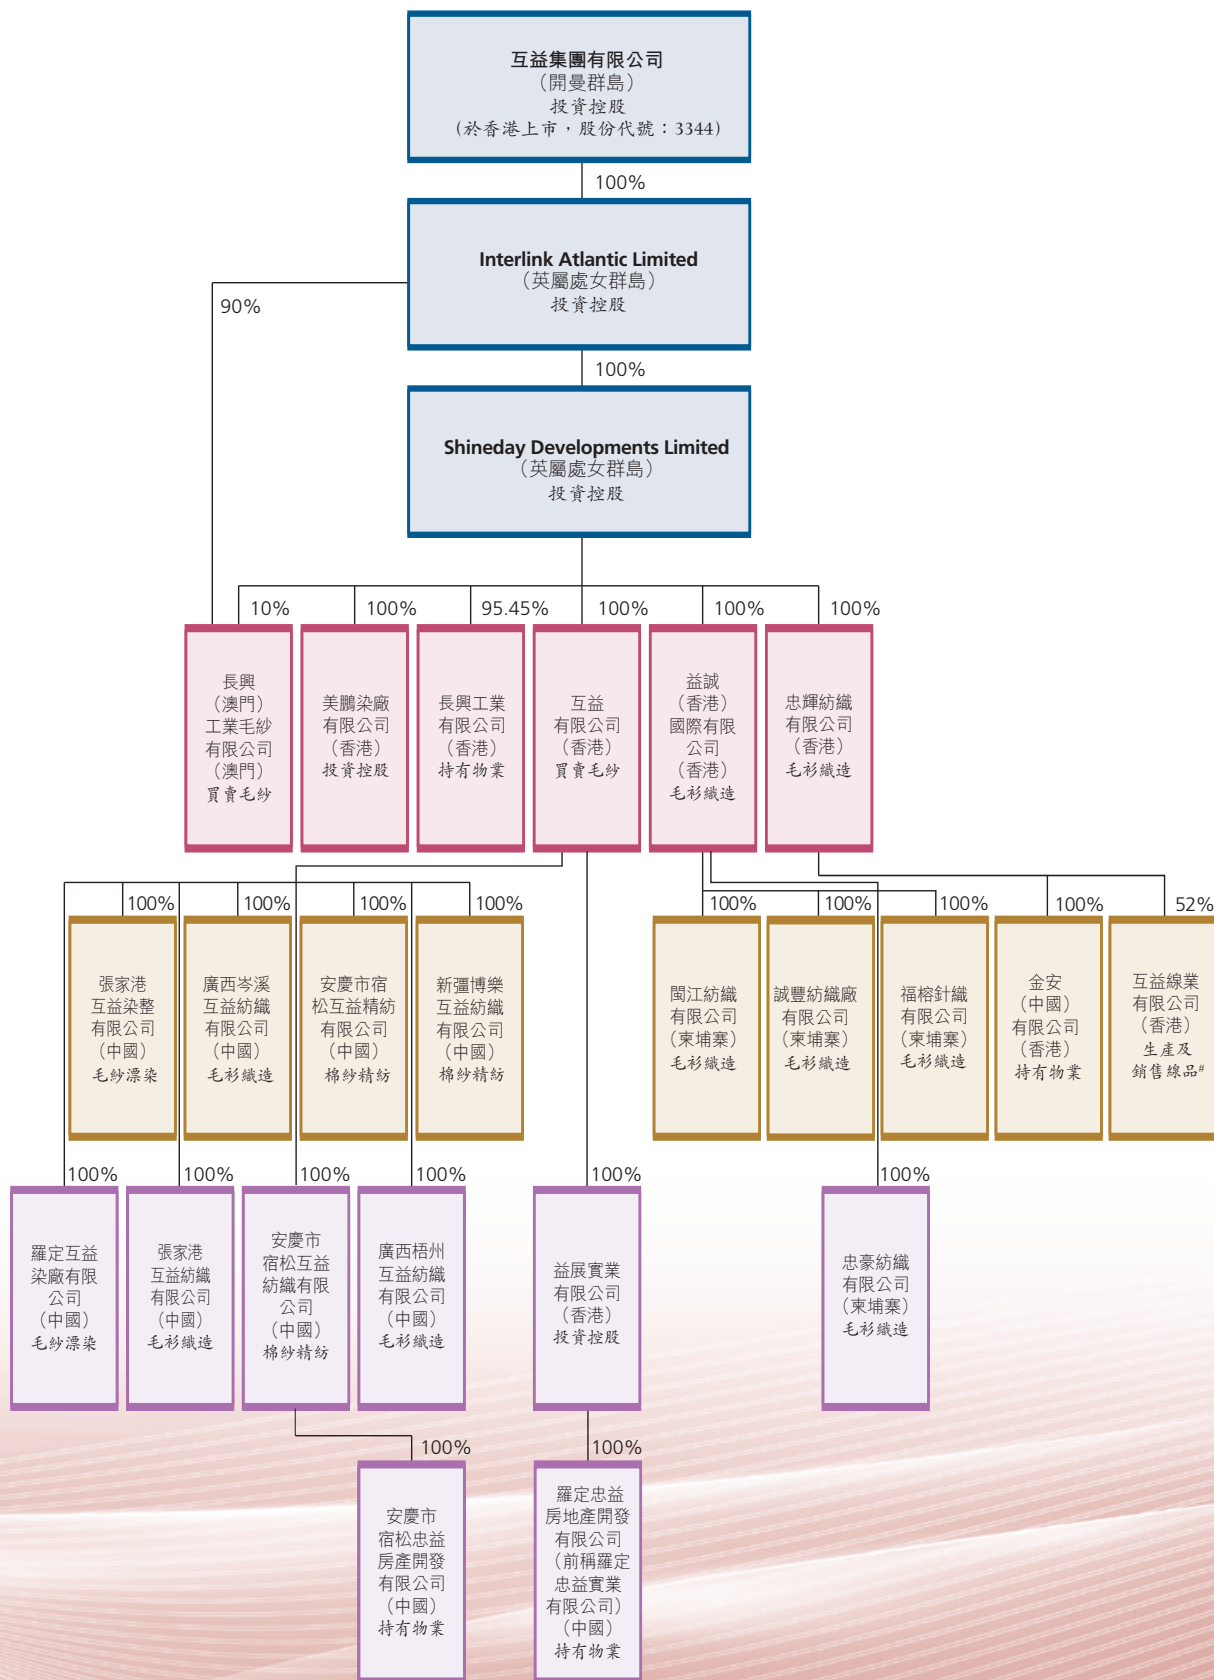 互益集團有限公司
（開曼群島）
投資控股
(於香港上市，股份代號：3344)
100%
Interlink Atlantic Limited
（英屬處女群島）
投資控股
90%
100%
Shineday Developments Limited
（英屬處女群島）
投資控股
10%
100%
95.45%
100%
100%
100%
長興
（澳門）
工業毛紗
有限公司
（澳門）
買賣毛紗
美鵬染廠
有限公司
（香港）
投資控股
長興工業
有限公司
（香港）
持有物業
互益
有限公司
（香港）
買賣毛紗
益誠
（香港）
國際有限
公司
（香港）
毛衫織造
忠輝紡織
有限公司
（香港）
毛衫織造
100%
100%
100%
100%
100%
100%
100%
100%
52%
張家港
互益染整
有限公司
（中國）
毛紗漂染
廣西岑溪
互益紡織
有限公司
（中國）
毛衫織造
安慶市宿
松互益精紡
有限公司
（中國）
棉紗精紡
新疆博樂
互益紡織
有限公司
（中國）
棉紗精紡
閩江紡織
有限公司
（柬埔寨）
毛衫織造
誠豐紡織廠
有限公司
（柬埔寨）
毛衫織造
福榕針織
有限公司
（柬埔寨）
毛衫織造
金安
（中國）
有限公司
（香港）
持有物業
互益線業
有限公司
（香港）
生產及
銷售線品#
100%
100%
100%
100%
100%
100%
羅定互益
染廠有限
公司
（中國）
毛紗漂染
張家港
互益紡織
有限公司
（中國）
毛衫織造
安慶市
宿松互益
紡織有限
公司
（中國）
棉紗精紡
廣西梧州
互益紡織
有限公司
（中國）
毛衫織造
益展實業
有限公司
（香港）
投資控股
忠豪紡織
有限公司
（柬埔寨）
毛衫織造
100%
100%
安慶市
宿松忠益
房產開發
有限公司
（中國）
持有物業
羅定忠益
房地產開發
有限公司
（前稱羅定
忠益實業
有限公司）
（中國）
持有物業